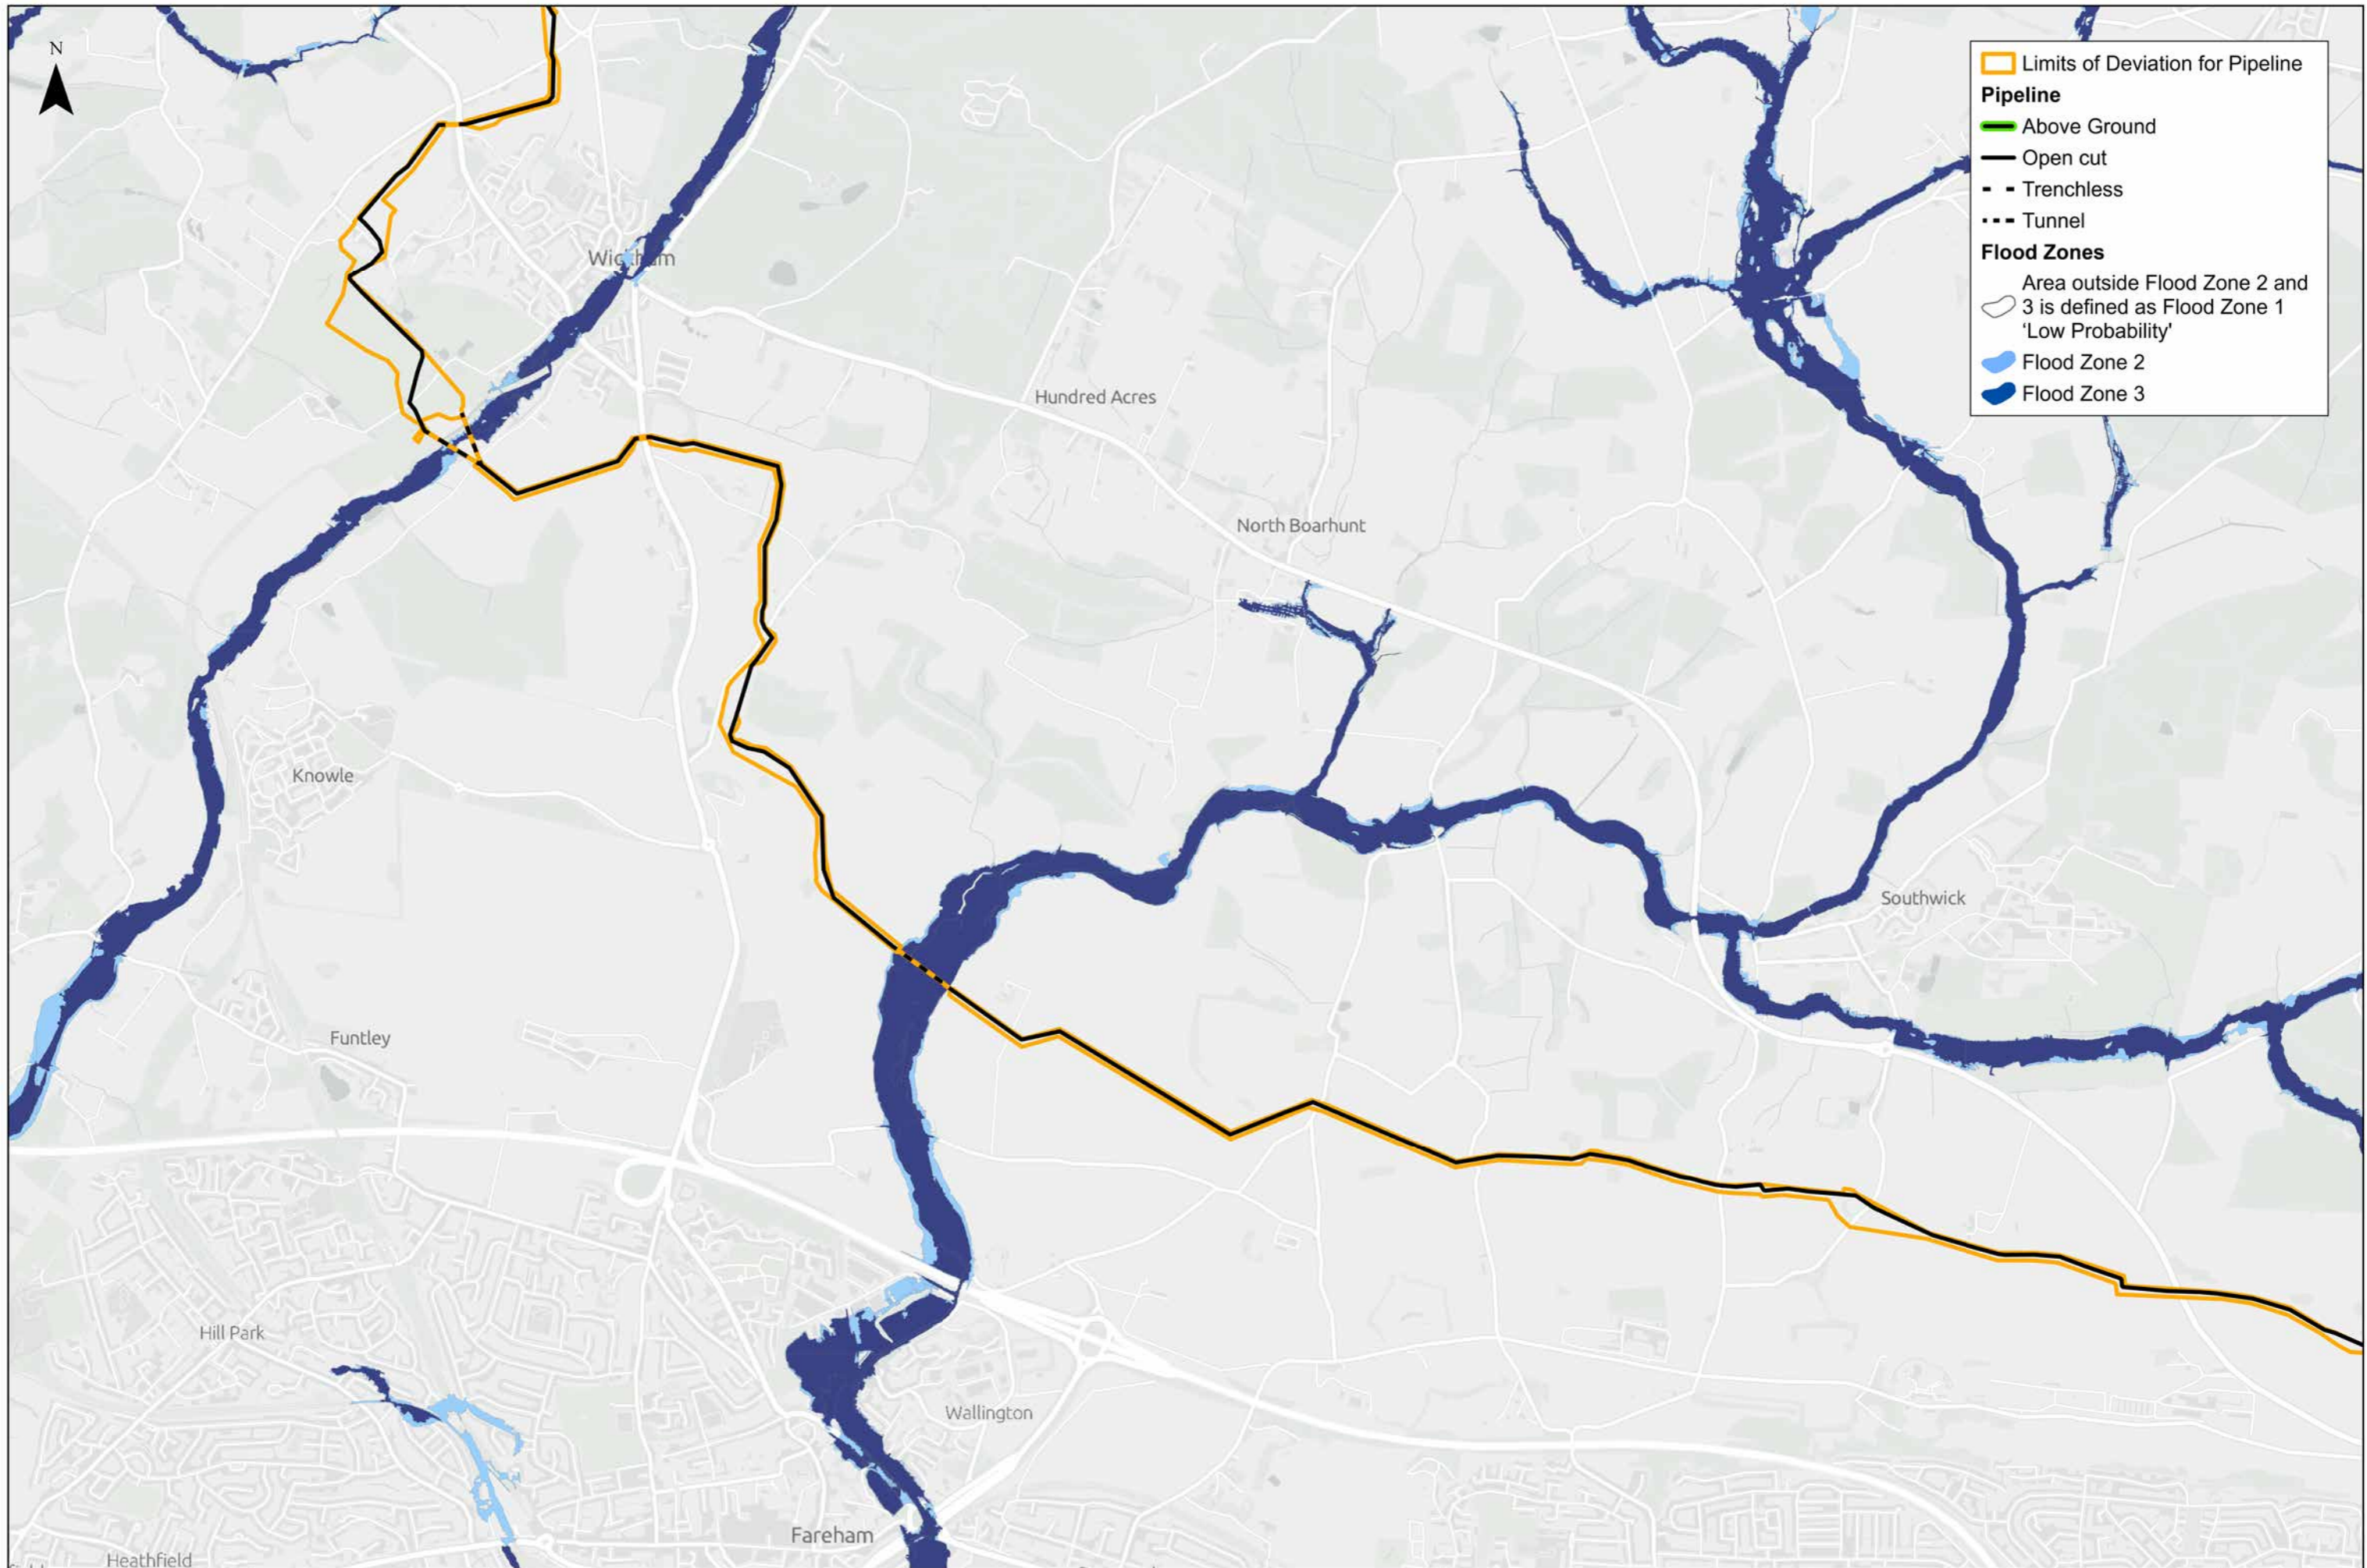 N
Limits of Deviation for Pipeline
Pipeline
Above Ground
Open cut
Trenchless
Tunnel
Flood Zones
Area outside Flood Zone 2 and
3 is defined as Flood Zone 1
‘Low Probability'
Flood Zone 2
Flood Zone 3
Wickham
Hundred Acres
North Boarhunt
Knowle
Southwick
Funtley
Hill Park
Wallington
Fareham
Heathfield